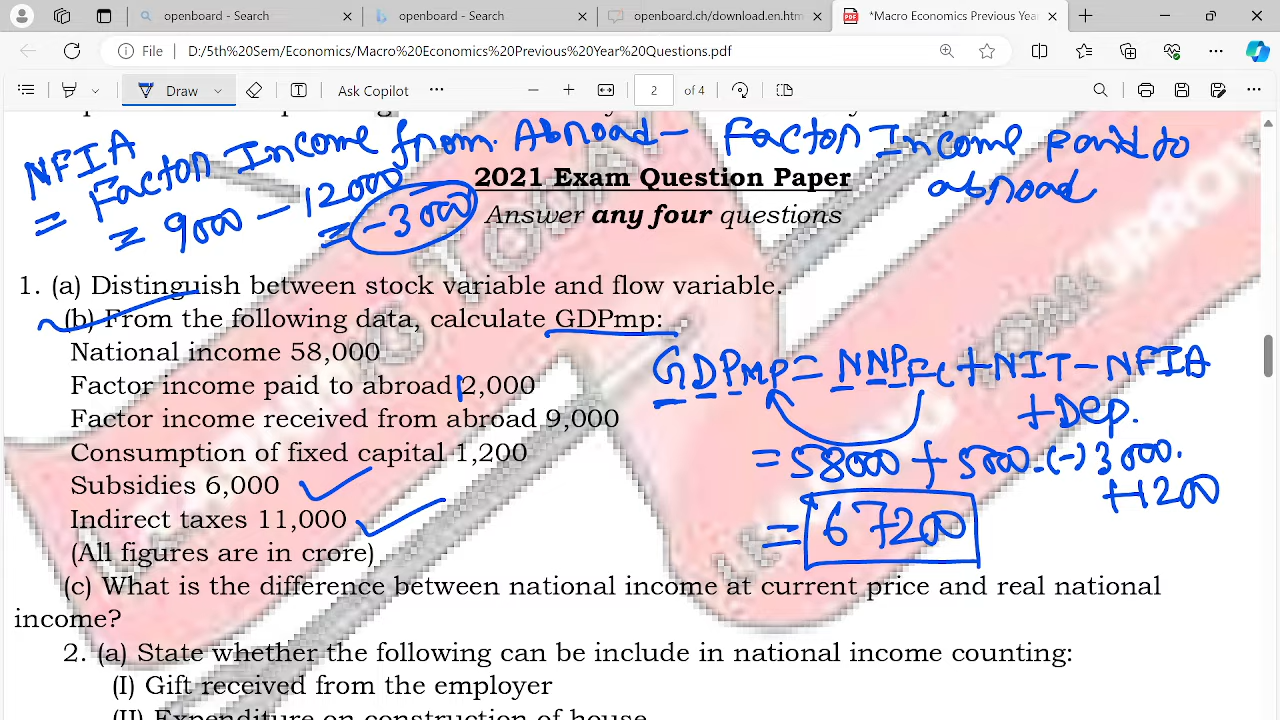 openboard - Search
openboard - Search
openboard.ch/download.en.htm
*Macro Economics Previous Yea
File D:/5th%20Sem/Economics/Macro%20Economics%20Previous%20Year%20Questions.pdf
Draw Ask Copilot 2 of 4
NFIA
= Factor Income from Abroad - Factor Income paid to abroad
= 9000 - 12000
= -3000
2021 Exam Question Paper
Answer any four questions
1. (a) Distinguish between stock variable and flow variable.
(b) From the following data, calculate GDPmp:
National income 58,000
Factor income paid to abroad 12,000
Factor income received from abroad 9,000
Consumption of fixed capital 1,200
Subsidies 6,000
Indirect taxes 11,000
(All figures are in crore)
GDPMP = NNPFC + NIT - NFIA
+ Dep.
= 58000 + 5000 - (-) 3000.
+ 1200
= 67200
(c) What is the difference between national income at current price and real national
income?
2. (a) State whether the following can be include in national income counting:
(I) Gift received from the employer
(II) Expenditure on construction of house